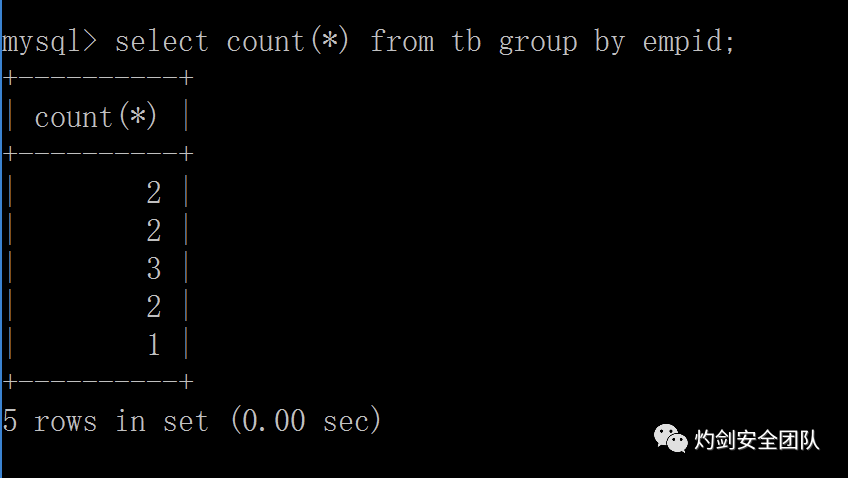 mysql> select count(*) from tb group by empid;
+----------+
| count(*) |
+----------+
|        2 |
|        2 |
|        3 |
|        2 |
|        1 |
+----------+
5 rows in set (0.00 sec)
灼剑安全团队